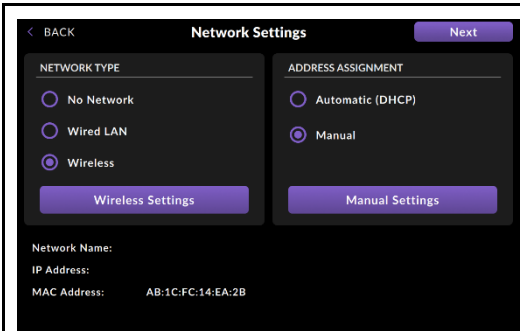 < BACK
Network Settings
Next
NETWORK TYPE
No Network
Wired LAN
Wireless
Wireless Settings
ADDRESS ASSIGNMENT
Automatic (DHCP)
Manual
Manual Settings
Network Name:
IP Address:
MAC Address: AB:1C:FC:14:EA:2B